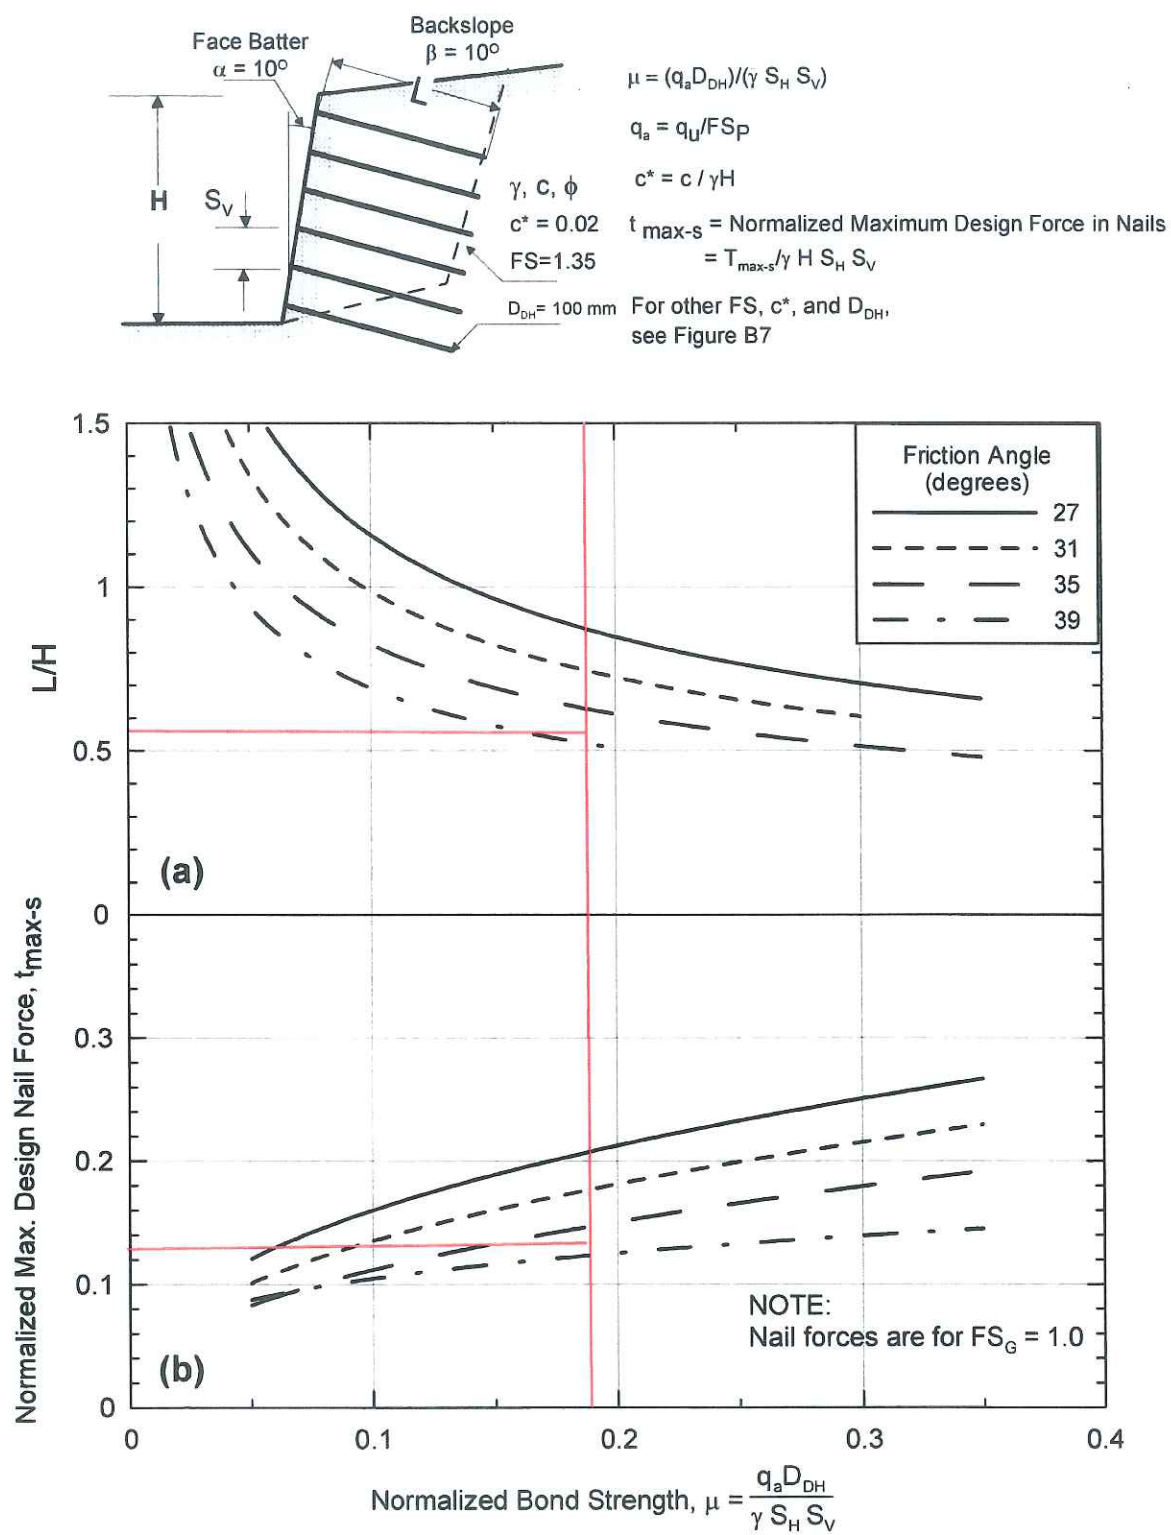 Backslope
β = 10°
Face Batter
α = 10°
L
H
S_V
γ, c, ϕ
c* = 0.02
FS=1.35
D_DH= 100 mm
μ = (q_aD_DH)/(γ S_H S_V)
q_a = q_u/FS_P
c* = c / γH
t max-s = Normalized Maximum Design Force in Nails
= T_max-s/γ H S_H S_V
For other FS, c*, and D_DH,
see Figure B7
L/H
1.5
1
0.5
0
Friction Angle
(degrees)
27
31
35
39
(a)
Normalized Max. Design Nail Force, tmax-s
0.3
0.2
0.1
0
(b)
NOTE:
Nail forces are for FS_G = 1.0
0 0.1 0.2 0.3 0.4
Normalized Bond Strength, μ = q_aD_DH / γ S_H S_V